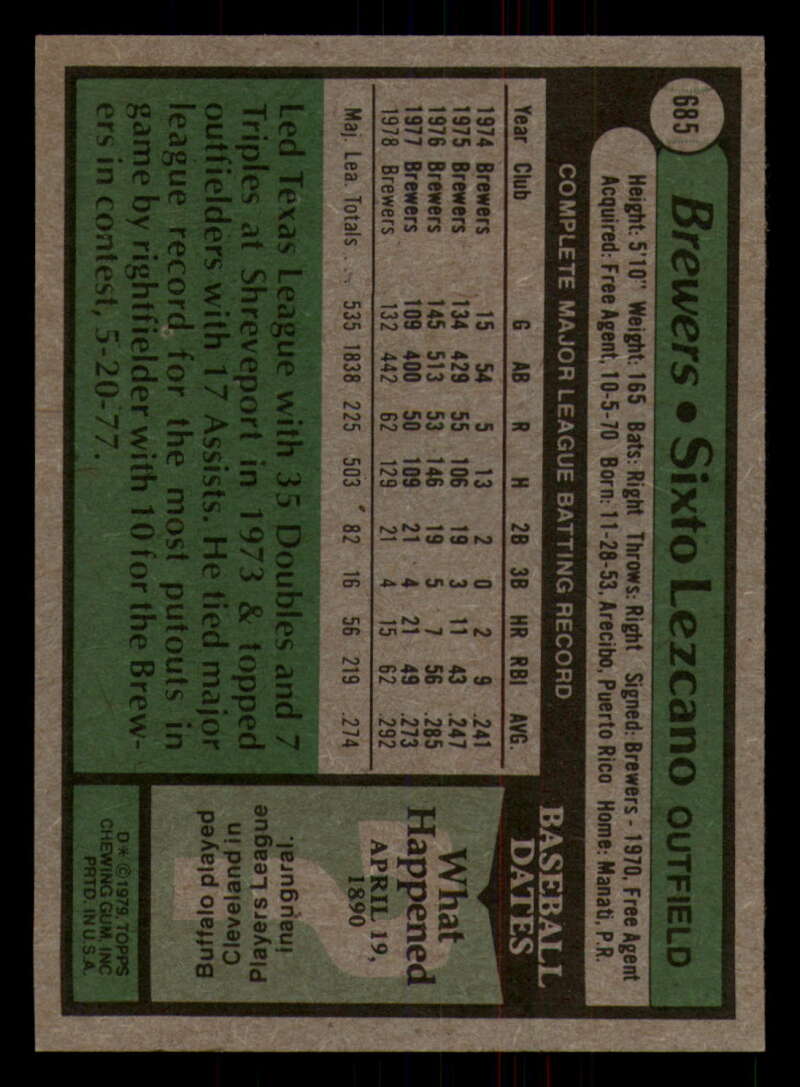 685
Brewers • Sixto Lezcano OUTFIELD
Height: 5'10" Weight: 165 Bats: Right Throws: Right Signed: Brewers - 1970, Free Agent
Acquired: Free Agent, 10-5-70 Born: 11-28-53, Arecibo, Puerto Rico Home: Manati, P.R.
COMPLETE MAJOR LEAGUE BATTING RECORD
Year Club G AB R H 2B 3B HR RBI AVG.
1974 Brewers 15 54 5 13 2 0 2 9 .241
1975 Brewers 134 429 55 106 19 3 11 43 .247
1976 Brewers 145 513 53 146 19 5 7 56 .285
1977 Brewers 109 400 50 109 21 4 21 49 .273
1978 Brewers 132 442 62 129 21 4 15 62 .292
Maj. Lea. Totals 535 1838 225 503 82 16 56 219 .274
Led Texas League with 35 Doubles and 7
Triples at Shreveport in 1973 & topped
outfielders with 17 Assists. He tied major
league record for the most putouts in
game by rightfielder with 10 for the Brew-
ers in contest, 5-20-77.
BASEBALL
DATES
What
Happened
APRIL 19,
1890
Buffalo played
Cleveland in
Players League
inaugural.
D* ©1979, TOPPS
CHEWING GUM INC
PRTD. IN U.S.A.